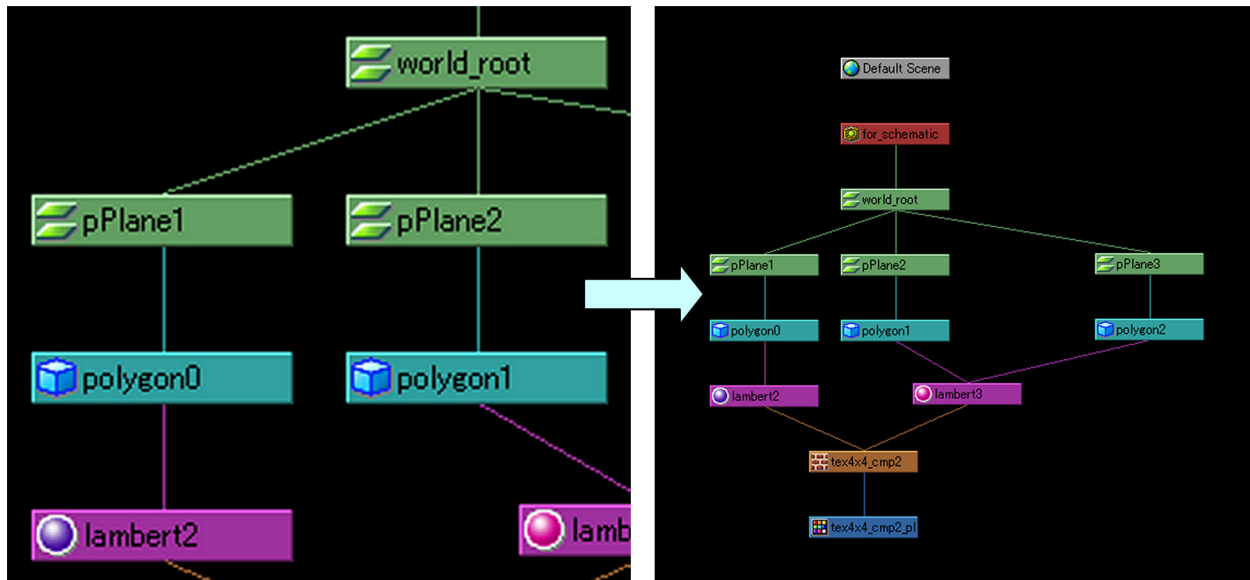 world_root
pPlane1
pPlane2
polygon0
polygon1
lambert2
lamb
Default Scene
for_schematic
world_root
pPlane1
pPlane2
pPlane3
polygon0
polygon1
polygon2
lambert2
lambert3
tex4x4_cmp2
tex4x4_cmp2_pl